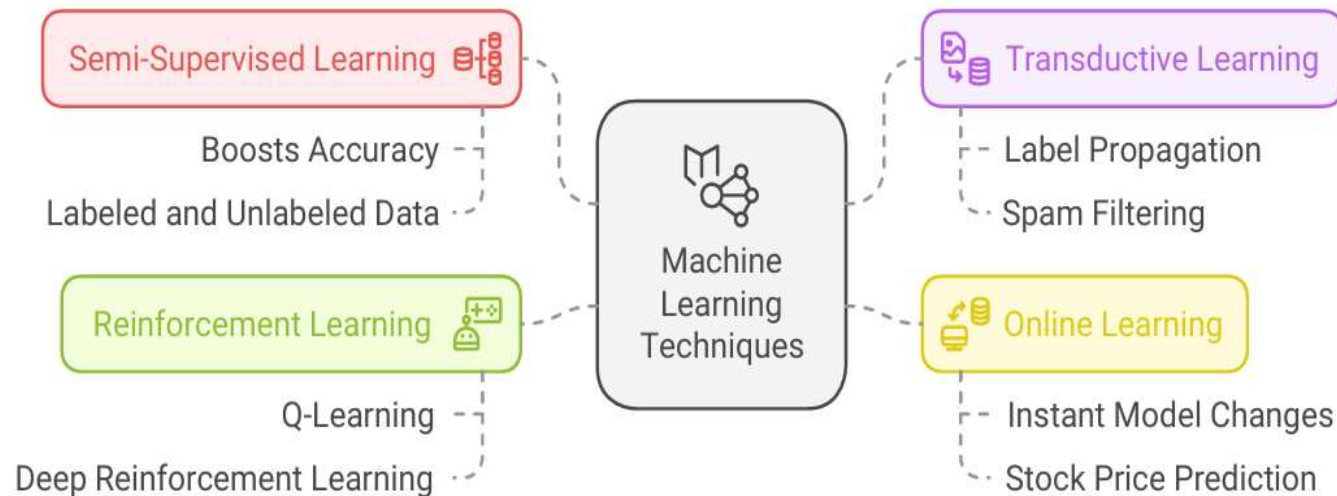 Semi-Supervised Learning
Boosts Accuracy
Labeled and Unlabeled Data
Reinforcement Learning
Q-Learning
Deep Reinforcement Learning
Machine
Learning
Techniques
Transductive Learning
Label Propagation
Spam Filtering
Online Learning
Instant Model Changes
Stock Price Prediction